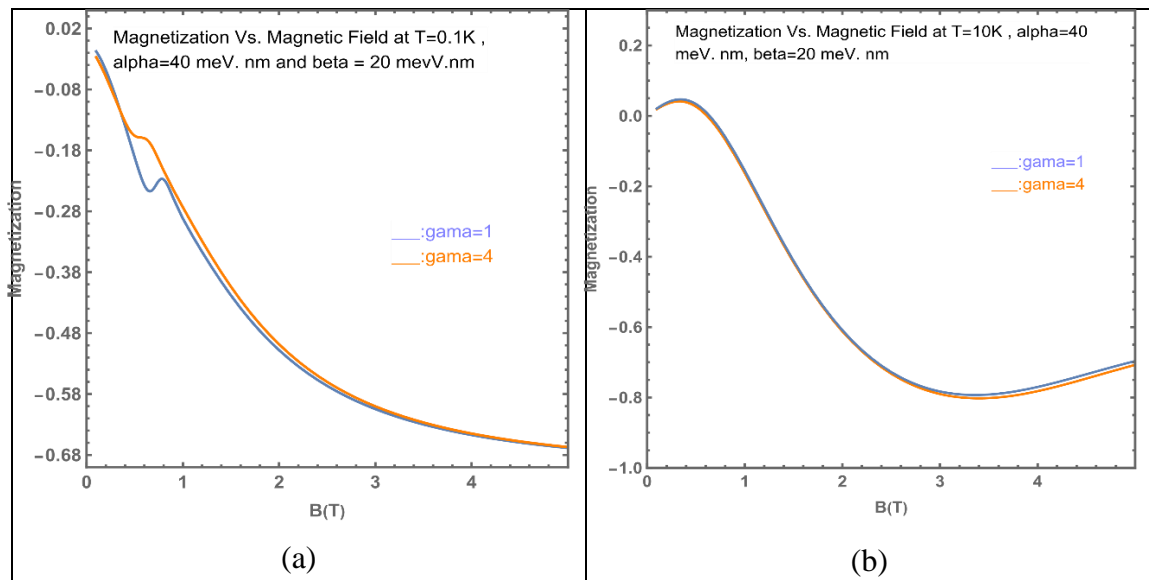 Magnetization Vs. Magnetic Field at T=0.1K ,
alpha=40 meV. nm and beta = 20 mevV.nm
0.02
−0.08
−0.18
−0.28
−0.38
−0.48
−0.58
−0.68
Magnetization
___:gama=1
___:gama=4
0 1 2 3 4
B(T)
(a)
Magnetization Vs. Magnetic Field at T=10K , alpha=40
meV. nm, beta=20 meV. nm
0.2
0.0
−0.2
−0.4
−0.6
−0.8
−1.0
Magnetization
___:gama=1
___:gama=4
0 1 2 3 4
B(T)
(b)